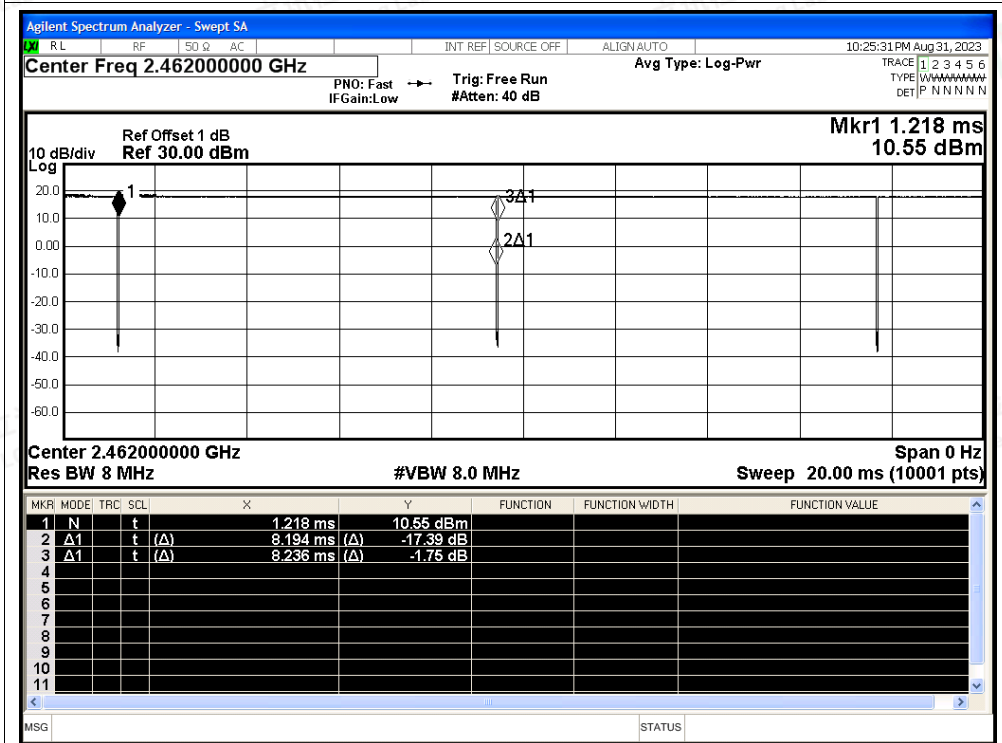 Agilent Spectrum Analyzer - Swept SA
LXI RL RF 50 Ω AC INT REF SOURCE OFF ALIGN AUTO 10:25:31 PM Aug 31, 2023
Center Freq 2.462000000 GHz
PNO: Fast
IFGain:Low
Trig: Free Run
#Atten: 40 dB
Avg Type: Log-Pwr
TRACE 1 2 3 4 5 6
TYPE W
DET P N N N N N
Mkr1 1.218 ms
10.55 dBm
Ref Offset 1 dB
10 dB/div Ref 30.00 dBm
Log
20.0
10.0
0.00
-10.0
-20.0
-30.0
-40.0
-50.0
-60.0
1
3Δ1
2Δ1
Center 2.462000000 GHz Span 0 Hz
Res BW 8 MHz #VBW 8.0 MHz Sweep 20.00 ms (10001 pts)
MKR MODE TRC SCL X Y FUNCTION FUNCTION WIDTH FUNCTION VALUE
1 N t 1.218 ms 10.55 dBm
2 Δ1 t (Δ) 8.194 ms (Δ) -17.39 dB
3 Δ1 t (Δ) 8.236 ms (Δ) -1.75 dB
4
5
6
7
8
9
10
11
MSG STATUS